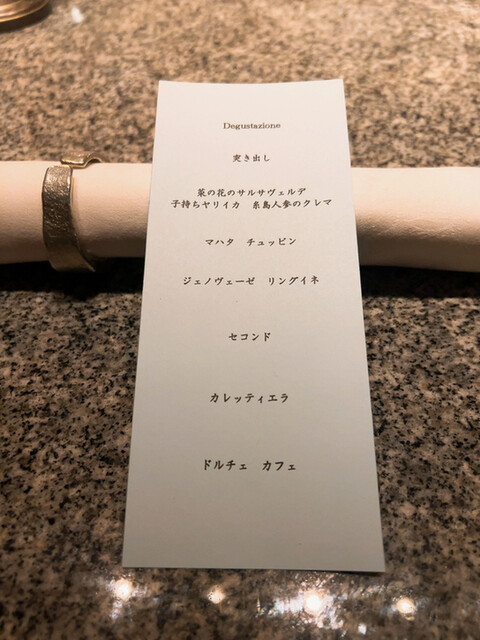 Degustazione
突き出し
菜の花のサルサヴェルデ
子持ちヤリイカ　糸島人参のクレマ
マハタ　チュッピン
ジェノヴェーゼ　リングイネ
セコンド
カレッティエラ
ドルチェ　カフェ